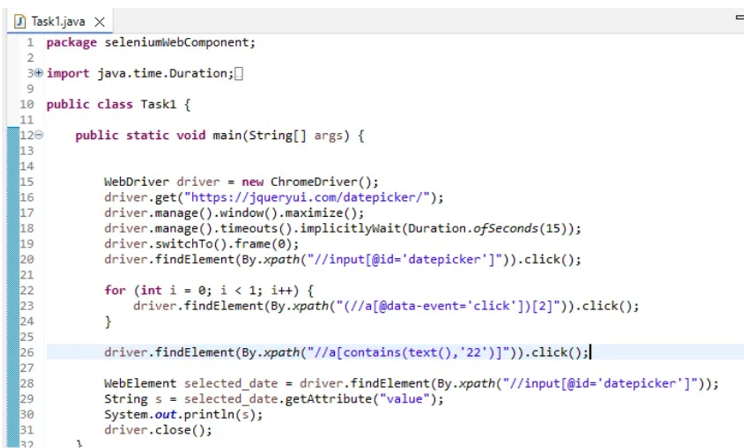 Task1.java
1 package seleniumWebComponent;
2
3 import java.time.Duration;
9
10 public class Task1 {
11
12 public static void main(String[] args) {
13
14
15 WebDriver driver = new ChromeDriver();
16 driver.get("https://jqueryui.com/datepicker/");
17 driver.manage().window().maximize();
18 driver.manage().timeouts().implicitlyWait(Duration.ofSeconds(15));
19 driver.switchTo().frame(0);
20 driver.findElement(By.xpath("//input[@id='datepicker']")).click();
21
22 for (int i = 0; i < 1; i++) {
23 driver.findElement(By.xpath("(//a[@data-event='click'])[2]")).click();
24 }
25
26 driver.findElement(By.xpath("//a[contains(text(),'22')]")).click();
27
28 WebElement selected_date = driver.findElement(By.xpath("//input[@id='datepicker']"));
29 String s = selected_date.getAttribute("value");
30 System.out.println(s);
31 driver.close();
32 }